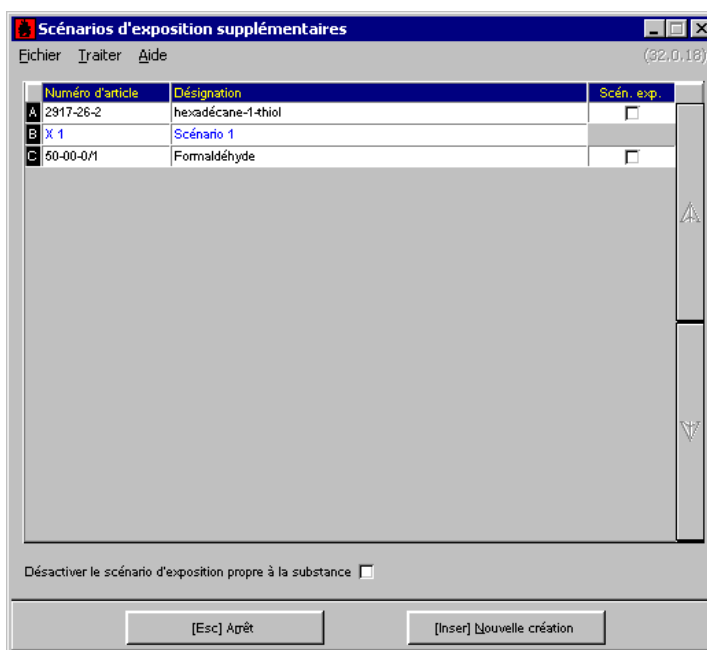 Scénarios d'exposition supplémentaires
Fichier Traiter Aide (32.0.18)
Numéro d'article Désignation Scén. exp.
A 2917-26-2 hexadécane-1-thiol
B X 1 Scénario 1
C 50-00-0/1 Formaldéhyde
Désactiver le scénario d'exposition propre à la substance
[Esc] Arrêt [Inser] Nouvelle création